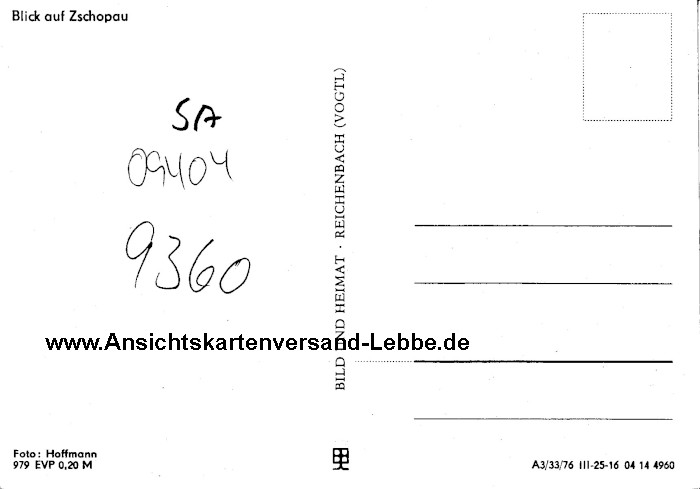 Blick auf Zschopau
SA
09404
9360
BILD UND HEIMAT · REICHENBACH (VOGTL)
www.Ansichtskartenversand-Lebbe.de
Foto: Hoffmann
979 EVP 0,20 M
A3/33/76 III-25-16 04 14 4960